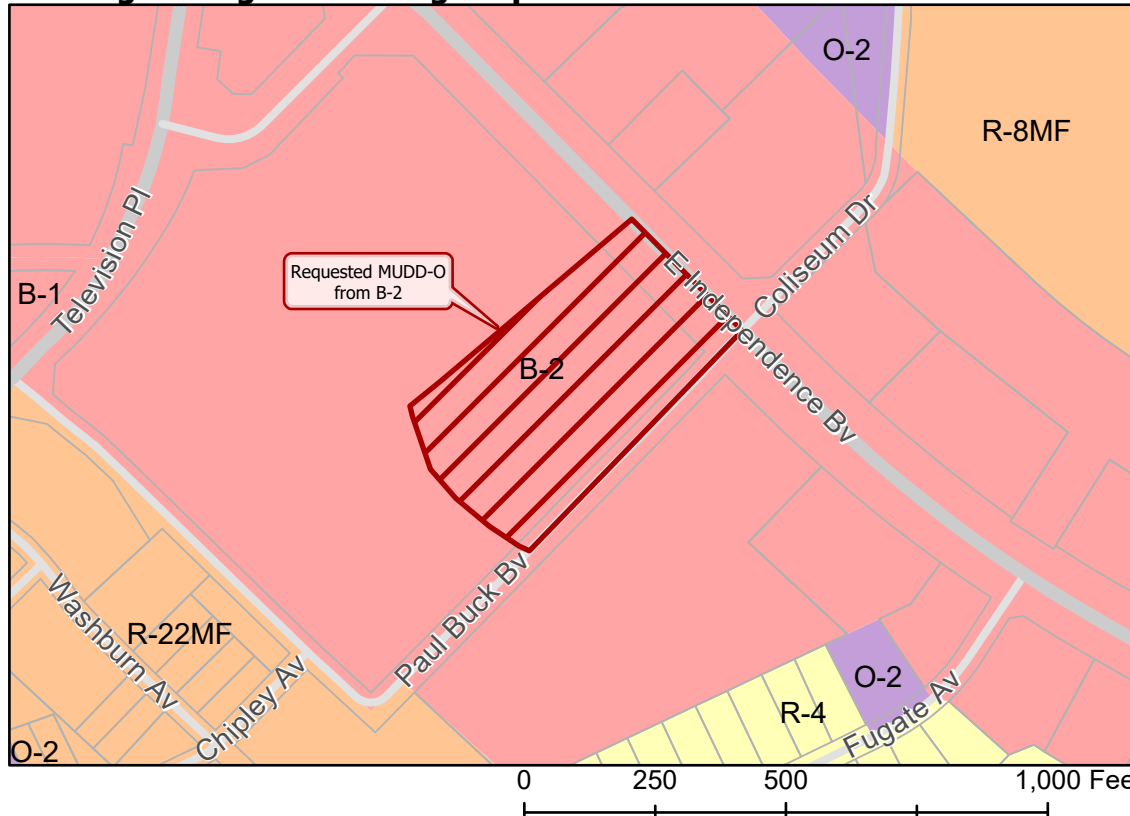 O-2
R-8MF
Television Pl
Requested MUDD-O
from B-2
E Independence Bv
Coliseum Dr
B-1
B-2
Washburn Av
R-22MF
Chipley Av
Paul Buck Bv
O-2
R-4
Fugate Av
O-2
0 250 500 1,000 Fee